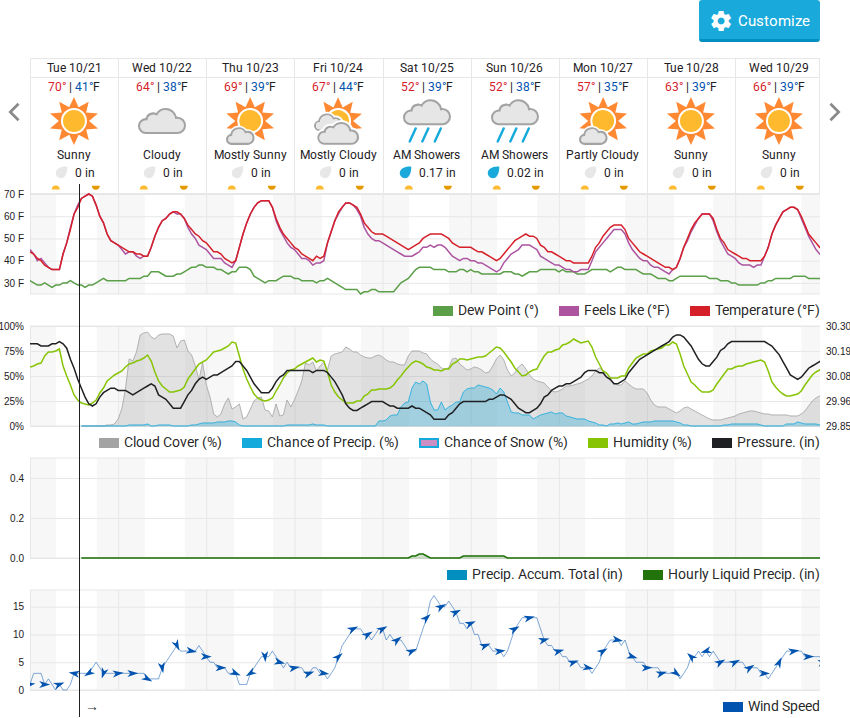 Customize
Tue 10/21 Wed 10/22 Thu 10/23 Fri 10/24 Sat 10/25 Sun 10/26 Mon 10/27 Tue 10/28 Wed 10/29
70° | 41°F 64° | 38°F 69° | 39°F 67° | 44°F 52° | 39°F 52° | 38°F 57° | 35°F 63° | 39°F 66° | 39°F
Sunny Cloudy Mostly Sunny Mostly Cloudy AM Showers AM Showers Partly Cloudy Sunny Sunny
0 in 0 in 0 in 0 in 0.17 in 0.02 in 0 in 0 in 0 in
70 F
60 F
50 F
40 F
30 F
Dew Point (°) Feels Like (°F) Temperature (°F)
100% 30.30
75% 30.19
50% 30.08
25% 29.96
0% 29.85
Cloud Cover (%) Chance of Precip. (%) Chance of Snow (%) Humidity (%) Pressure. (in)
0.4
0.2
0.0
Precip. Accum. Total (in) Hourly Liquid Precip. (in)
15
10
5
0
→ Wind Speed